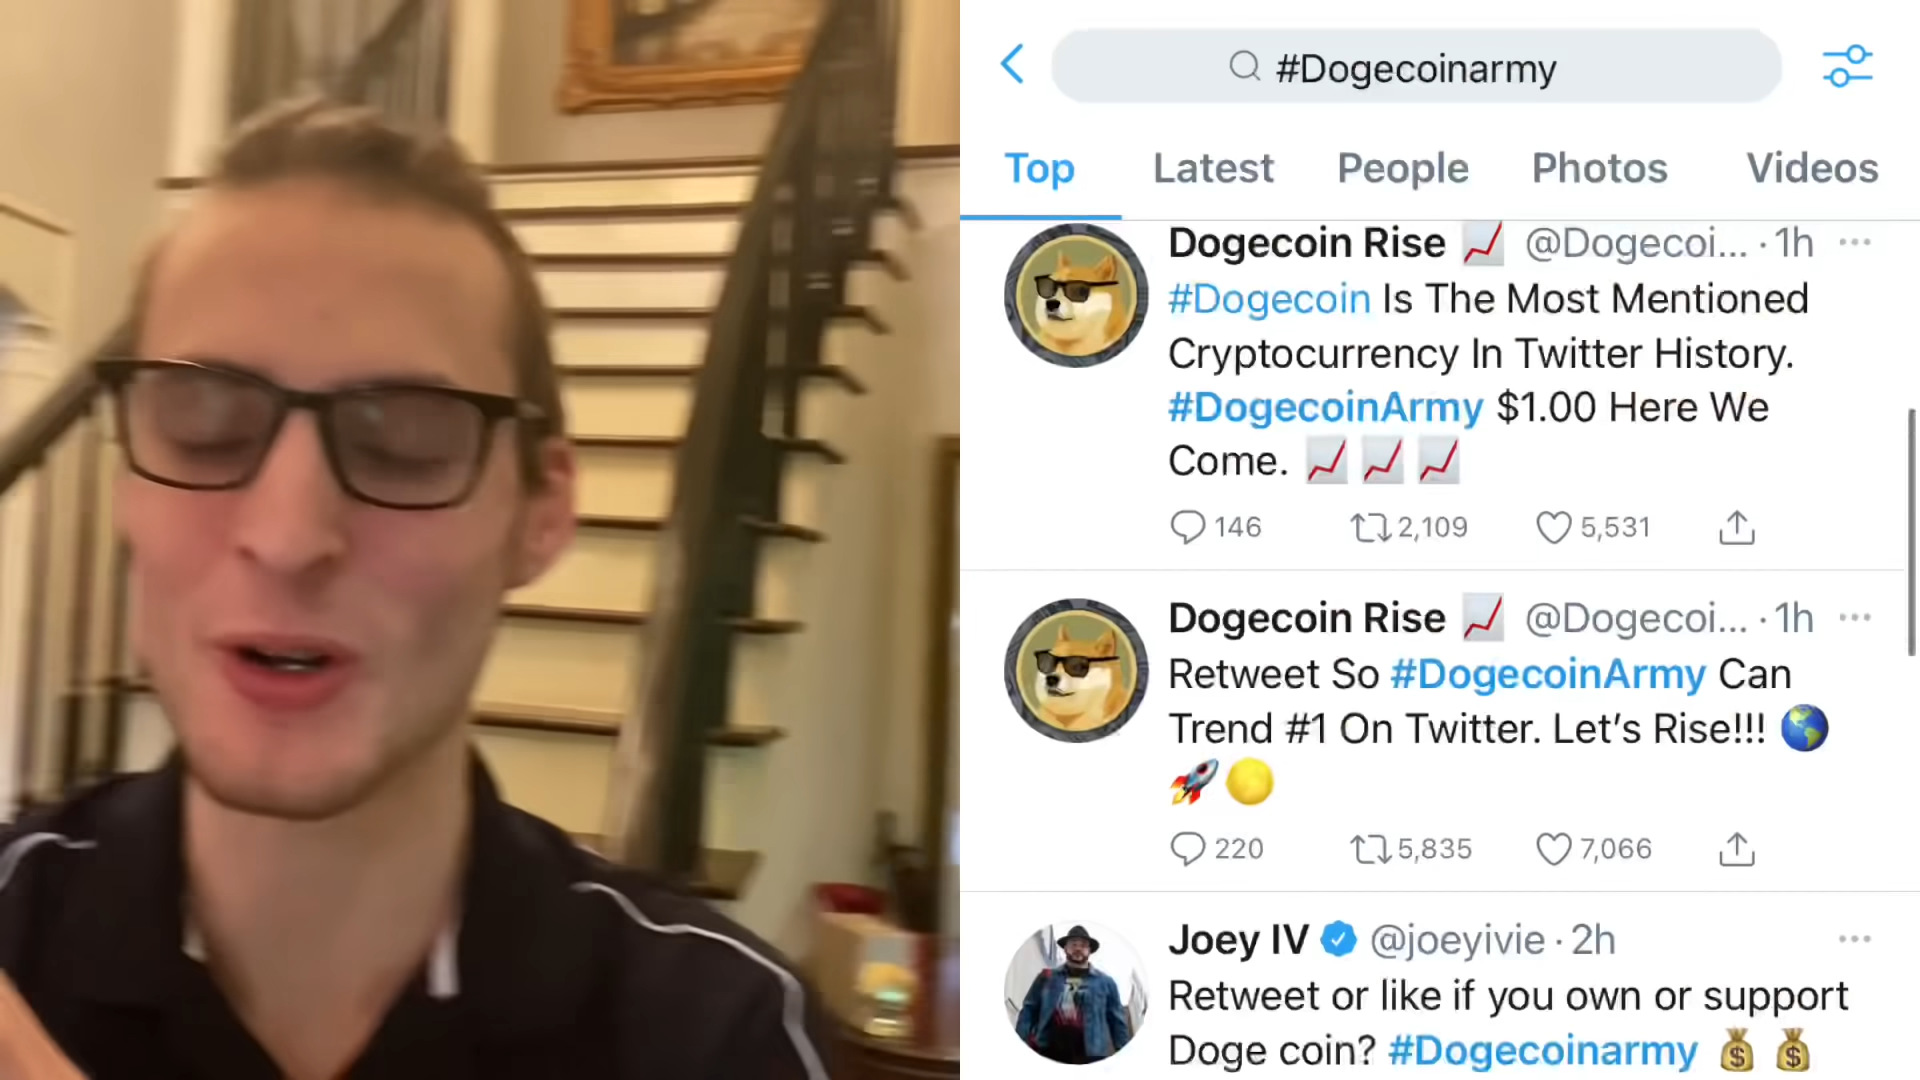 #Dogecoinarmy
Top Latest People Photos Videos
Dogecoin Rise 📈 @Dogecoi... · 1h
#Dogecoin Is The Most Mentioned
Cryptocurrency In Twitter History.
#DogecoinArmy $1.00 Here We
Come. 📈 📈 📈
146 2,109 5,531
Dogecoin Rise 📈 @Dogecoi... · 1h
Retweet So #DogecoinArmy Can
Trend #1 On Twitter. Let's Rise!!! 🌎
🚀🌕
220 5,835 7,066
Joey IV @joeyivie · 2h
Retweet or like if you own or support
Doge coin? #Dogecoinarmy 💰 💰